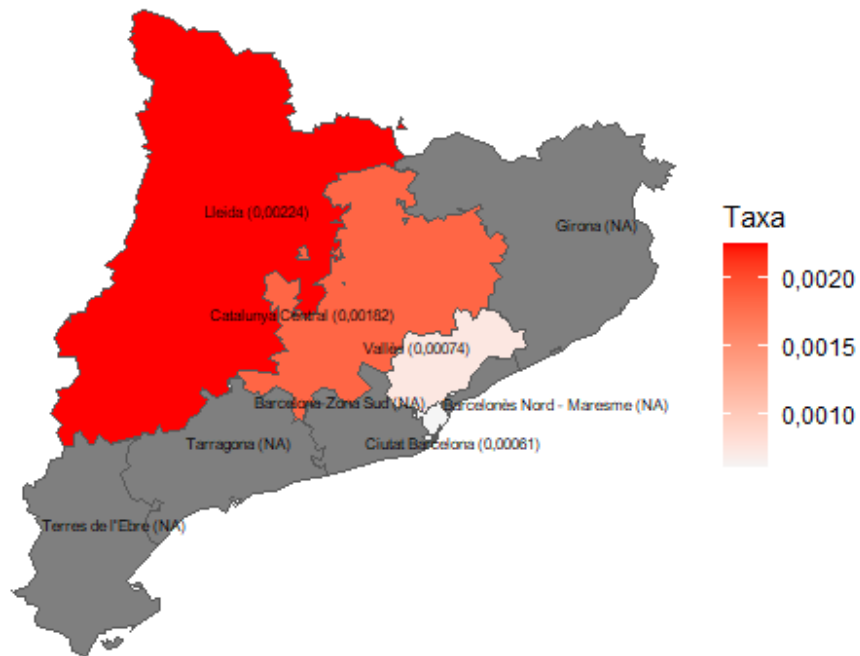 Lleida (0,00224)
Girona (NA)
Catalunya Central (0,00182)
Vallès (0,00074)
Barcelona-Zona Sud (NA)
Barcelonès Nord - Maresme (NA)
Tarragona (NA)
Ciutat Barcelona (0,00061)
Terres de l'Ebre (NA)
Taxa
0,0020
0,0015
0,0010